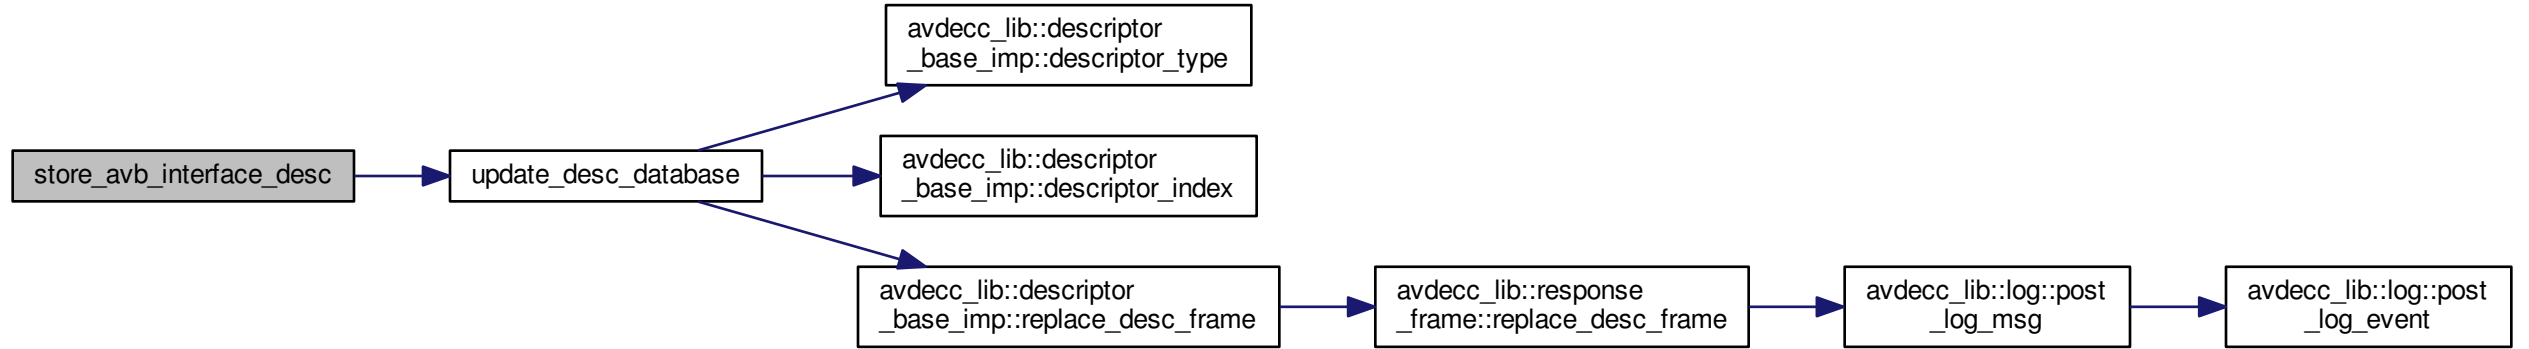 store_avb_interface_desc
update_desc_database
avdecc_lib::descriptor
_base_imp::descriptor_type
avdecc_lib::descriptor
_base_imp::descriptor_index
avdecc_lib::descriptor
_base_imp::replace_desc_frame
avdecc_lib::response
_frame::replace_desc_frame
avdecc_lib::log::post
_log_msg
avdecc_lib::log::post
_log_event